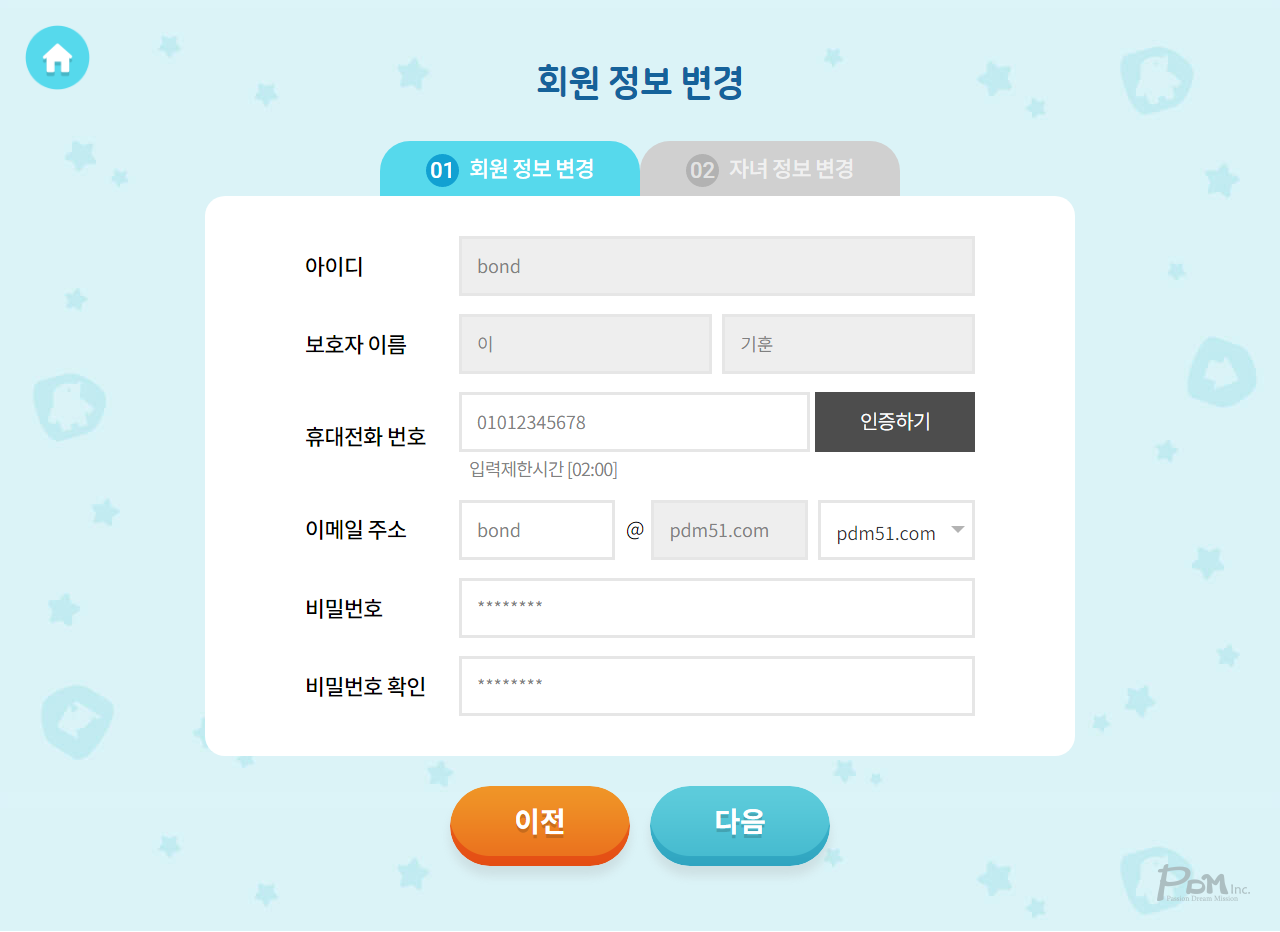 회원 정보 변경
01 회원 정보 변경
02 자녀 정보 변경
아이디
bond
보호자 이름
이
기훈
휴대전화 번호
01012345678
인증하기
입력제한시간 [02:00]
이메일 주소
bond
@
pdm51.com
pdm51.com
비밀번호
********
비밀번호 확인
********
이전
다음
PDM Inc.
Passion Dream Mission